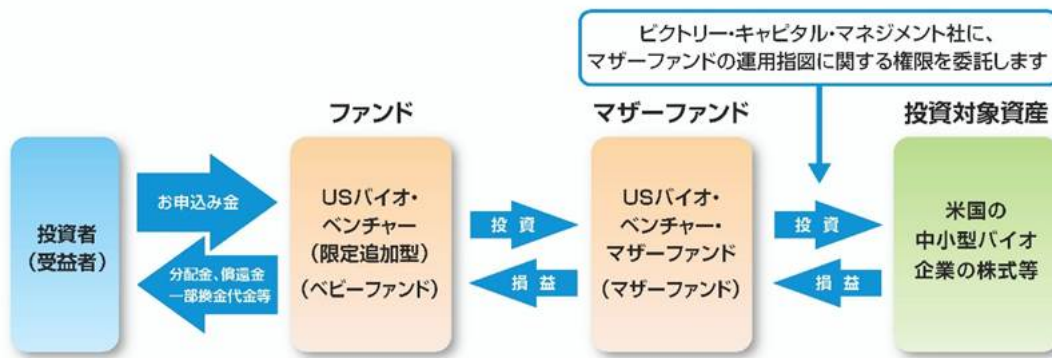 ビクトリー・キャピタル・マネジメント社に、
マザーファンドの運用指図に関する権限を委託します
ファンド
マザーファンド
投資対象資産
投資者
(受益者)
お申込み金
分配金、償還金
一部換金代金等
USバイオ・
ベンチャー
(限定追加型)
(ベビーファンド)
投資
損益
USバイオ・
ベンチャー・
マザーファンド
(マザーファンド)
投資
損益
米国の
中小型バイオ
企業の株式等